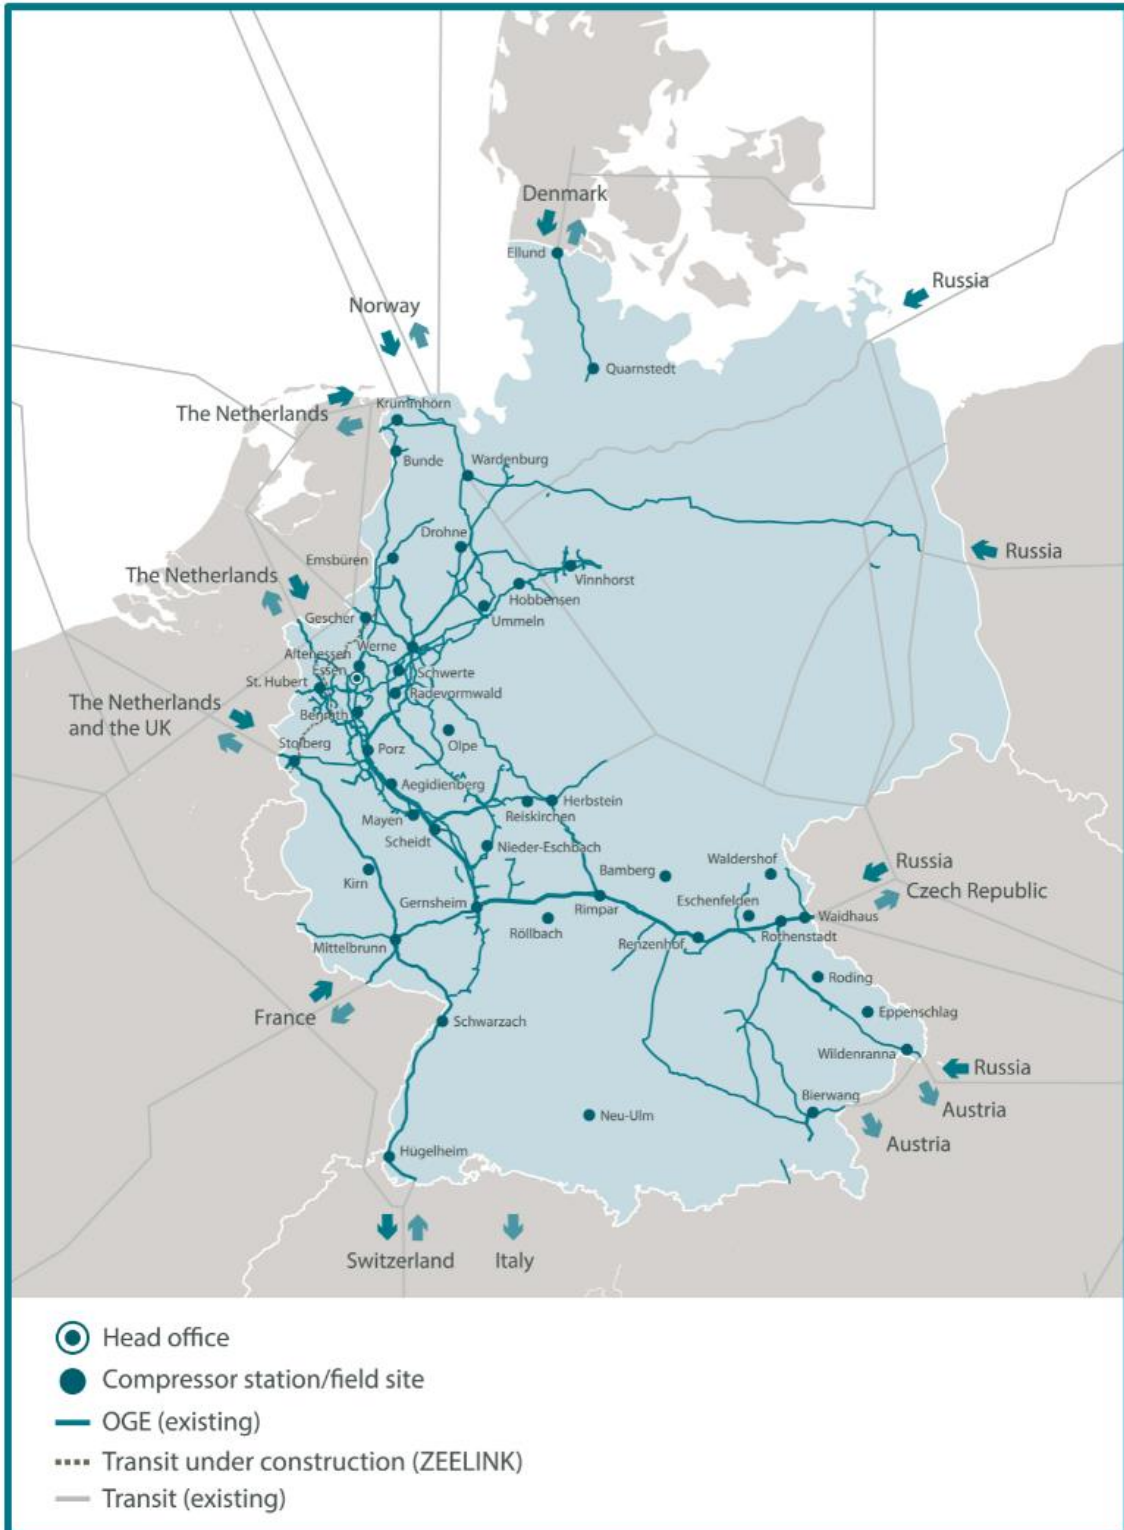 Denmark
Ellund
Russia
Norway
Quarnstedt
The Netherlands
Krummhörn
Bunde
Wardenburg
Drohne
Emsbüren
Russia
The Netherlands
Vinnhorst
Hobbensen
Gescher
Ummeln
Werne
Altenessen
Essen
Schwerte
St. Hubert
Radevormwald
The Netherlands
and the UK
Benrath
Stolberg
Porz
Olpe
Aegidienberg
Herbstein
Reiskirchen
Mayen
Scheidt
Nieder-Eschbach
Waldershof
Russia
Bamberg
Kirn
Czech Republic
Eschenfelden
Gernsheim
Rimpar
Waidhaus
Röllbach
Rothenstadt
Renzenhof
Mittelbrunn
Roding
France
Eppenschlag
Schwarzach
Wildenranna
Russia
Bierwang
Austria
Neu-Ulm
Austria
Hügelheim
Switzerland
Italy
Head office
Compressor station/field site
OGE (existing)
Transit under construction (ZEELINK)
Transit (existing)